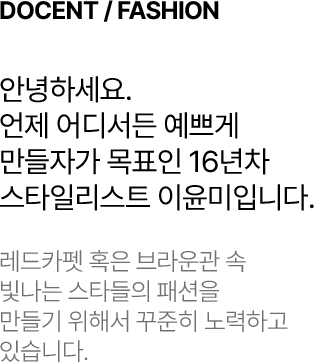 DOCENT / FASHION
안녕하세요.
언제 어디서든 예쁘게
만들자가 목표인 16년차
스타일리스트 이윤미입니다.
레드카펫 혹은 브라운관 속
빛나는 스타들의 패션을
만들기 위해서 꾸준히 노력하고
있습니다.